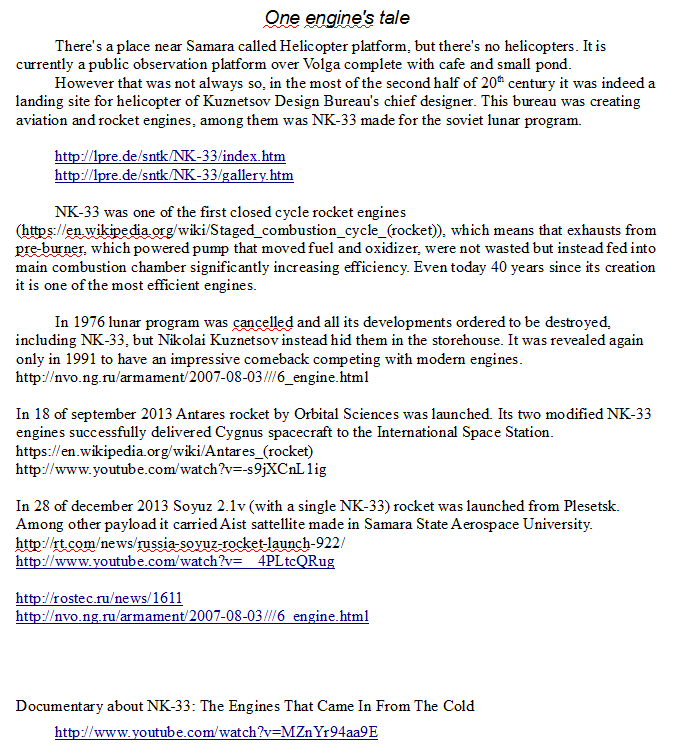 One engine's tale
There's a place near Samara called Helicopter platform, but there's no helicopters. It is
currently a public observation platform over Volga complete with cafe and small pond.
However that was not always so, in the most of the second half of 20th century it was indeed a
landing site for helicopter of Kuznetsov Design Bureau's chief designer. This bureau was creating
aviation and rocket engines, among them was NK-33 made for the soviet lunar program.
http://lpre.de/sntk/NK-33/index.htm
http://lpre.de/sntk/NK-33/gallery.htm
NK-33 was one of the first closed cycle rocket engines
(https://en.wikipedia.org/wiki/Staged_combustion_cycle_(rocket)), which means that exhausts from
pre-burner, which powered pump that moved fuel and oxidizer, were not wasted but instead fed into
main combustion chamber significantly increasing efficiency. Even today 40 years since its creation
it is one of the most efficient engines.
In 1976 lunar program was cancelled and all its developments ordered to be destroyed,
including NK-33, but Nikolai Kuznetsov instead hid them in the storehouse. It was revealed again
only in 1991 to have an impressive comeback competing with modern engines.
http://nvo.ng.ru/armament/2007-08-03///6_engine.html
In 18 of september 2013 Antares rocket by Orbital Sciences was launched. Its two modified NK-33
engines successfully delivered Cygnus spacecraft to the International Space Station.
https://en.wikipedia.org/wiki/Antares_(rocket)
http://www.youtube.com/watch?v=-s9jXCnL1ig
In 28 of december 2013 Soyuz 2.1v (with a single NK-33) rocket was launched from Plesetsk.
Among other payload it carried Aist sattellite made in Samara State Aerospace University.
http://rt.com/news/russia-soyuz-rocket-launch-922/
http://www.youtube.com/watch?v=__4PLtcQRug
http://rostec.ru/news/1611
http://nvo.ng.ru/armament/2007-08-03///6_engine.html
Documentary about NK-33: The Engines That Came In From The Cold
http://www.youtube.com/watch?v=MZnYr94aa9E